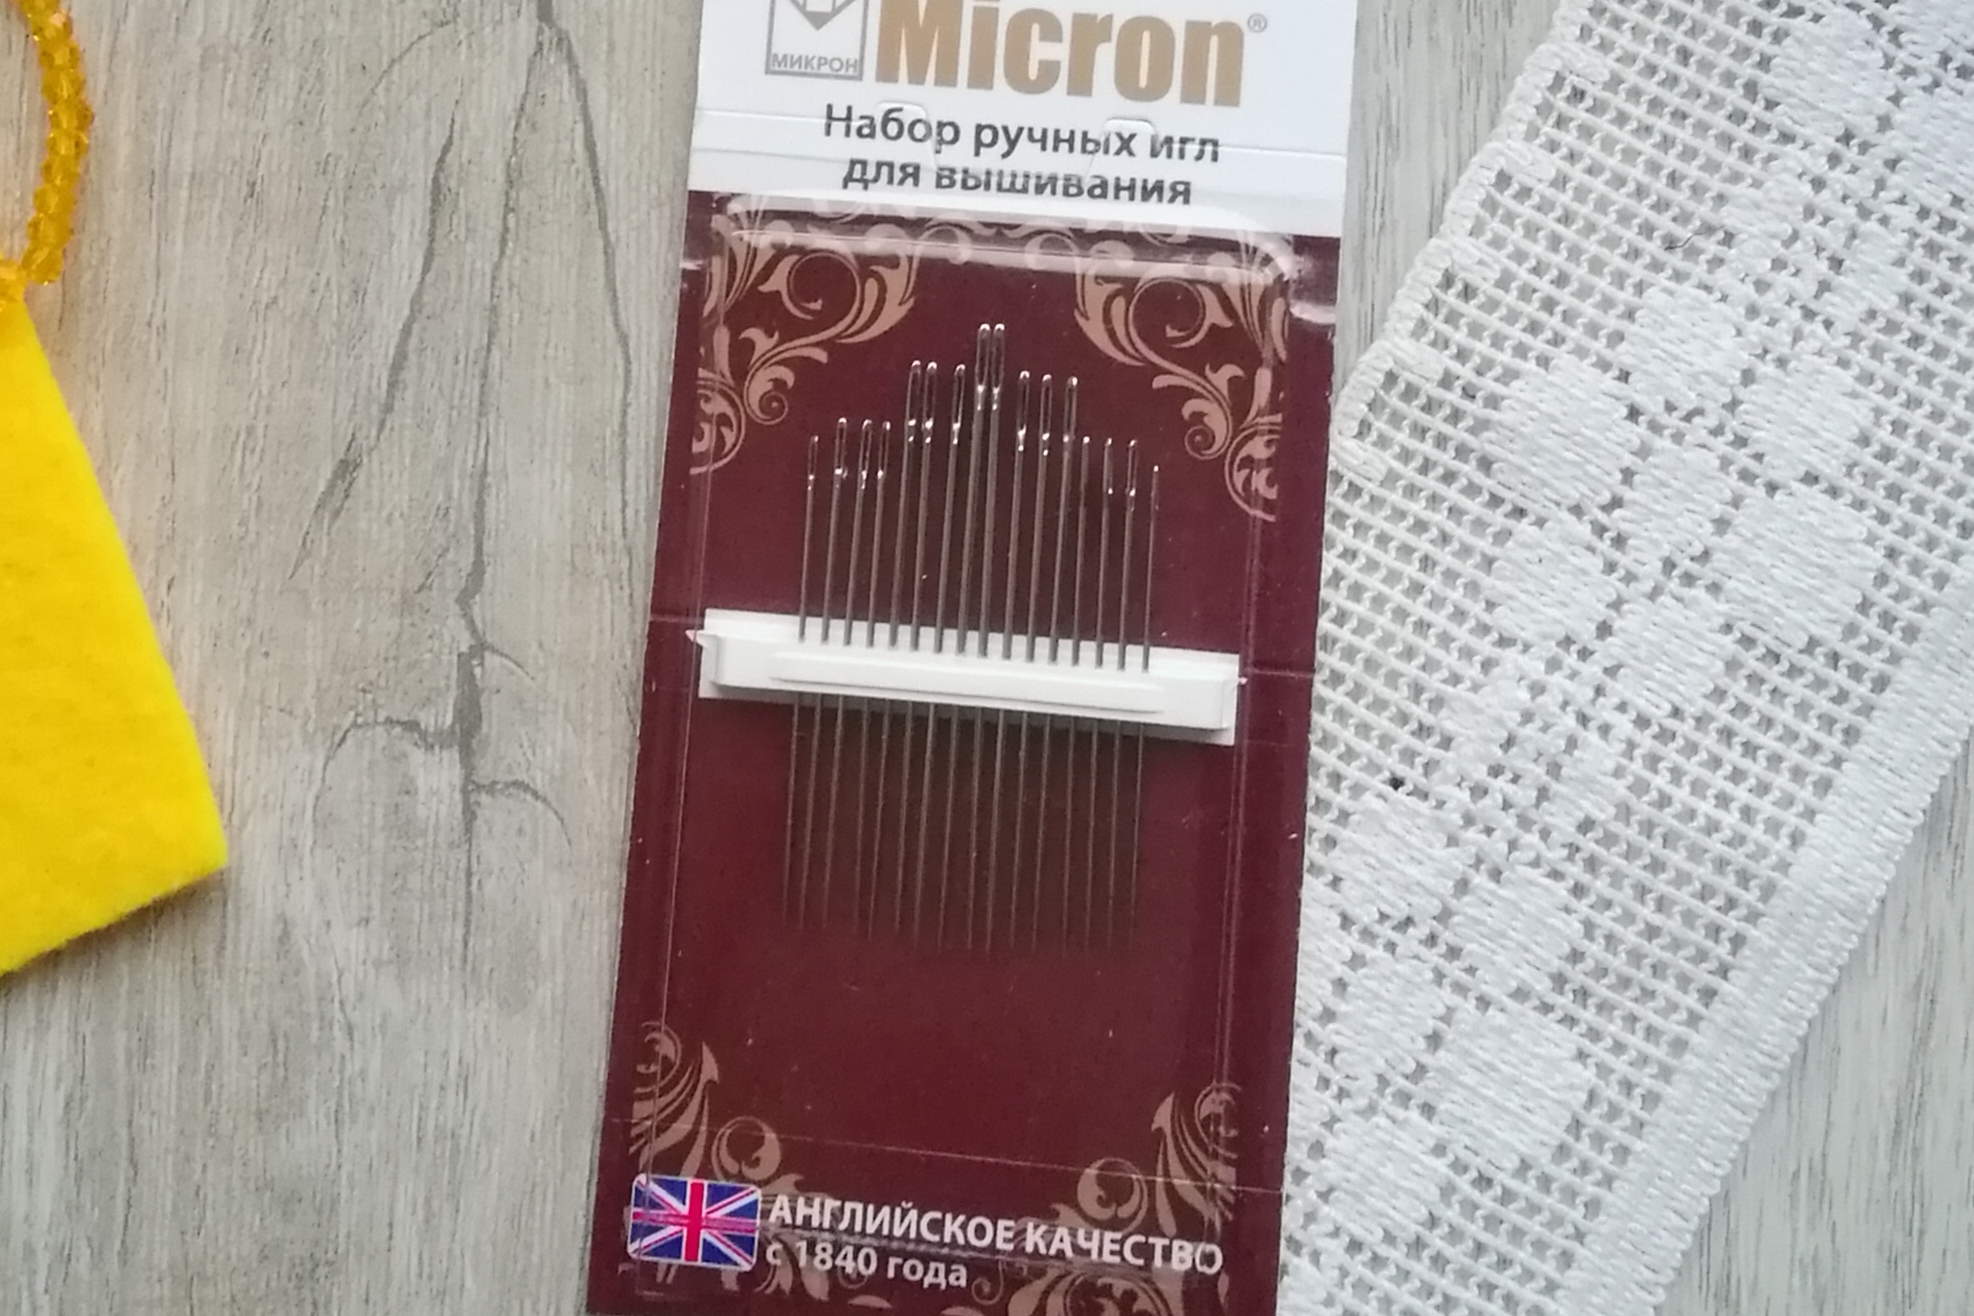 МИКРОН
Micron®
Набор ручных игл
для вышивания
АНГЛИЙСКОЕ КАЧЕСТВО
с 1840 года